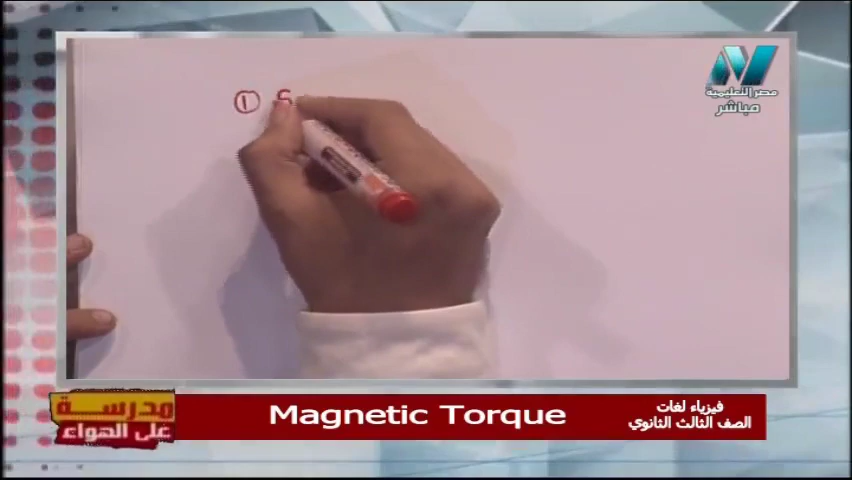 ① S
مصر التعليمية
مباشر
مدرسة
على الهواء
Magnetic Torque
فيزياء لغات
الصف الثالث الثانوي